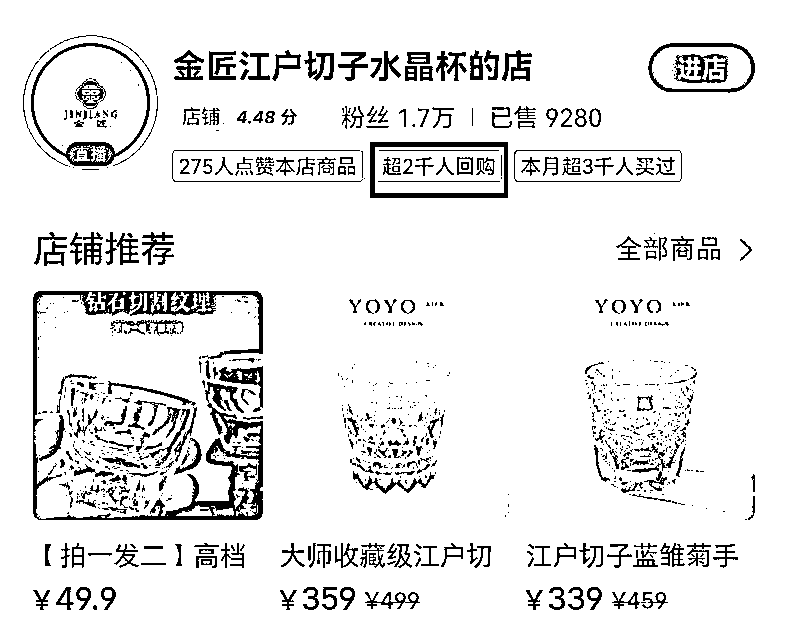 金匠江户切子水晶杯的店
进店
JINJIANG
金匠
直播
店铺 4.48 分 粉丝 1.7万 | 已售 9280
275人点赞本店商品 超2千人回购 本月超3千人买过
店铺推荐 全部商品 >
钻石切割纹理
YOYO
CREATIVE DESIGN
YOYO
CREATIVE DESIGN
【拍一发二】高档 大师收藏级江户切 江户切子蓝雏菊手
¥49.9 ¥359 ¥499 ¥339 ¥459